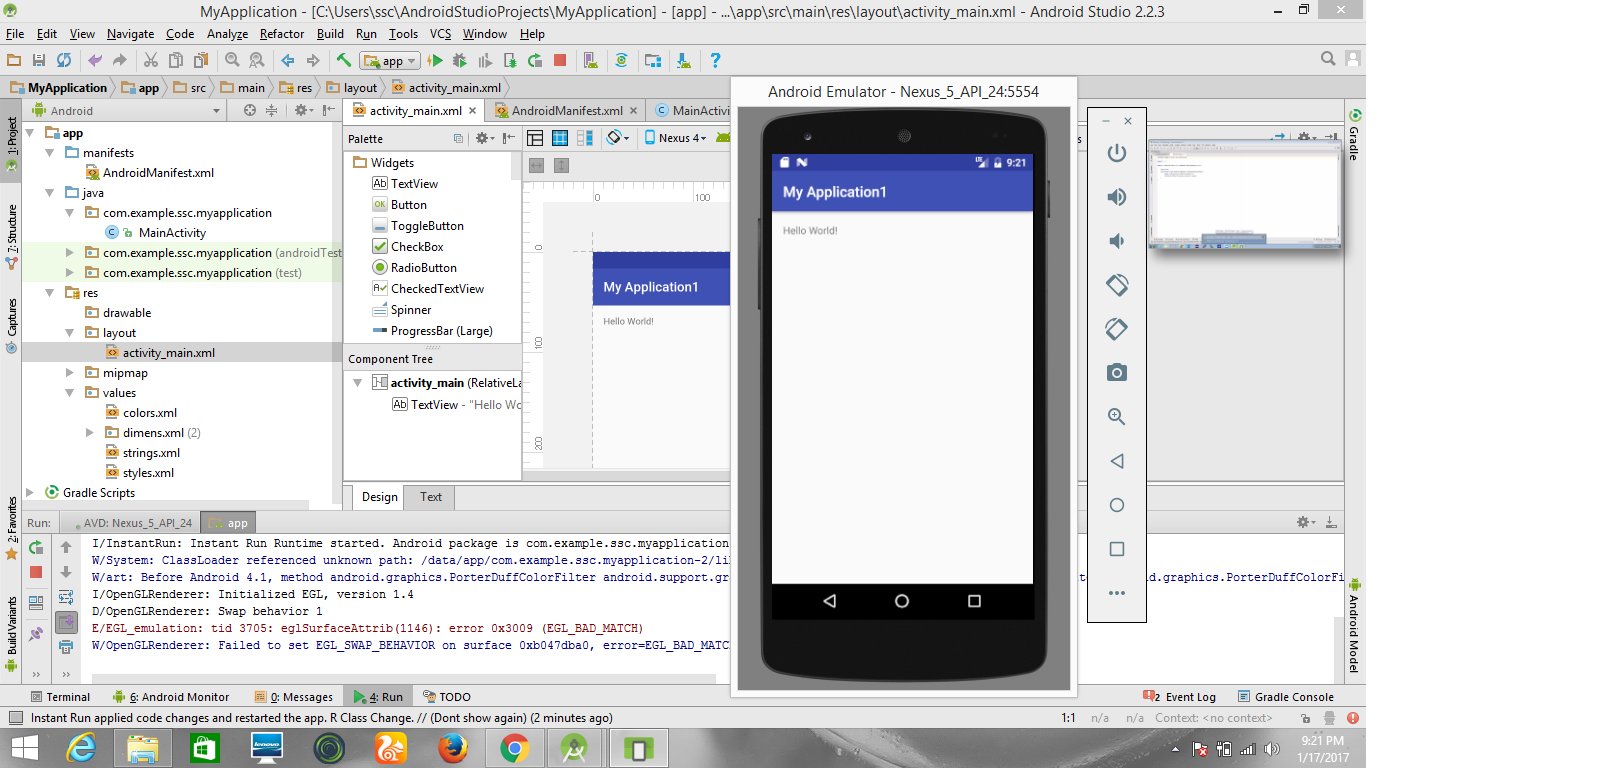 MyApplication - [C:\Users\ssc\AndroidStudioProjects\MyApplication] - [app] - ...\app\src\main\res\layout\activity_main.xml - Android Studio 2.2.3
File Edit View Navigate Code Analyze Refactor Build Run Tools VCS Window Help
app
MyApplication app src main res layout activity_main.xml
Android Emulator - Nexus_5_API_24:5554
Android
activity_main.xml AndroidManifest.xml MainActivi
1: Project
7: Structure
Captures
2: Favorites
Build Variants
app
manifests
AndroidManifest.xml
java
com.example.ssc.myapplication
MainActivity
com.example.ssc.myapplication (androidTest
com.example.ssc.myapplication (test)
res
drawable
layout
activity_main.xml
mipmap
values
colors.xml
dimens.xml (2)
strings.xml
styles.xml
Gradle Scripts
Palette
Widgets
Ab TextView
OK Button
ToggleButton
CheckBox
RadioButton
CheckedTextView
Spinner
ProgressBar (Large)
Component Tree
activity_main (RelativeLa
Ab TextView - "Hello Wo
Nexus 4
0 100
0
100
200
My Application1
Hello World!
Design Text
9:21
My Application1
Hello World!
Gradle
Android Model
Run: AVD: Nexus_5_API_24 app
I/InstantRun: Instant Run Runtime started. Android package is com.example.ssc.myapplication
W/System: ClassLoader referenced unknown path: /data/app/com.example.ssc.myapplication-2/li
W/art: Before Android 4.1, method android.graphics.PorterDuffColorFilter android.support.gr id.graphics.PorterDuffColorFi
I/OpenGLRenderer: Initialized EGL, version 1.4
D/OpenGLRenderer: Swap behavior 1
E/EGL_emulation: tid 3705: eglSurfaceAttrib(1146): error 0x3009 (EGL_BAD_MATCH)
W/OpenGLRenderer: Failed to set EGL_SWAP_BEHAVIOR on surface 0xb047dba0, error=EGL_BAD_MATC
Terminal 6: Android Monitor 0: Messages 4: Run TODO 2 Event Log Gradle Console
Instant Run applied code changes and restarted the app. R Class Change. // (Dont show again) (2 minutes ago) 1:1 n/a n/a Context: <no context>
lenovo
9:21 PM
1/17/2017